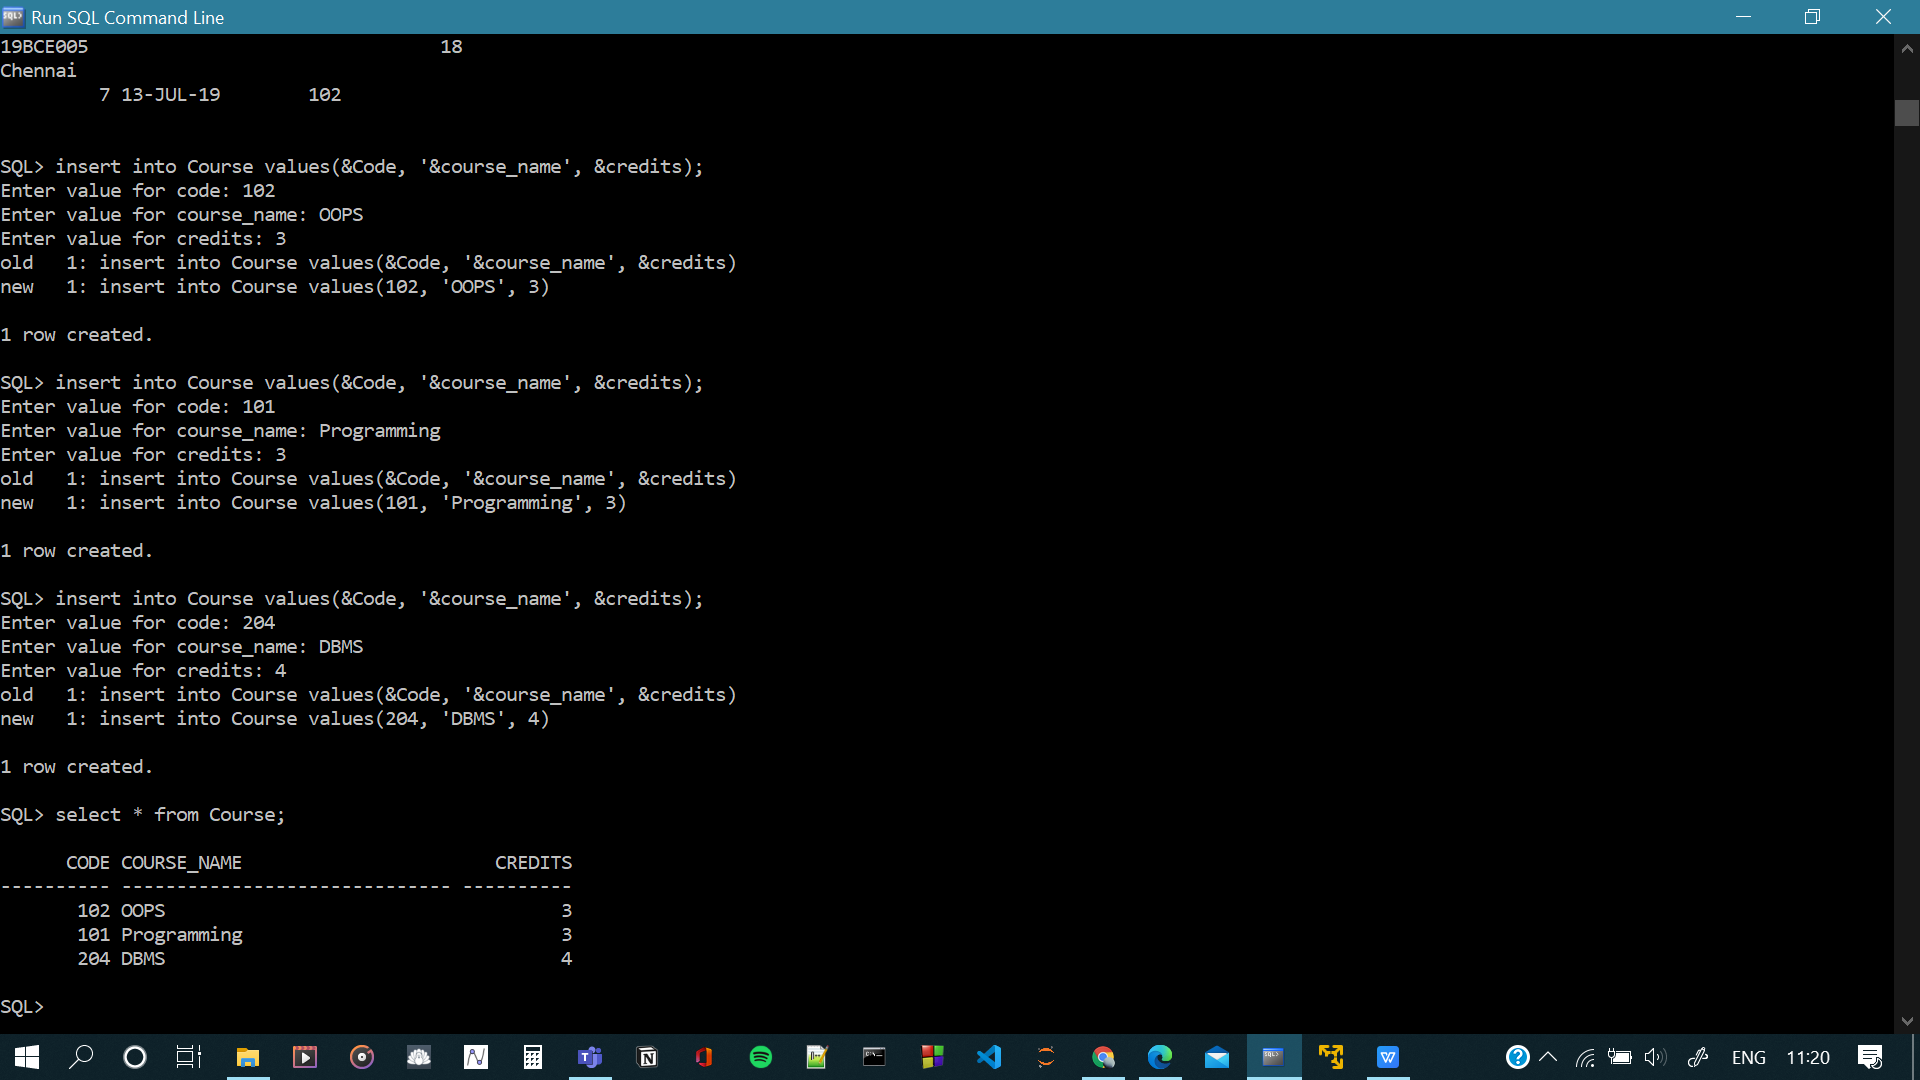 Run SQL Command Line
19BCE005                                18
Chennai
         7 13-JUL-19        102
SQL> insert into Course values(&Code, '&course_name', &credits);
Enter value for code: 102
Enter value for course_name: OOPS
Enter value for credits: 3
old   1: insert into Course values(&Code, '&course_name', &credits)
new   1: insert into Course values(102, 'OOPS', 3)
1 row created.
SQL> insert into Course values(&Code, '&course_name', &credits);
Enter value for code: 101
Enter value for course_name: Programming
Enter value for credits: 3
old   1: insert into Course values(&Code, '&course_name', &credits)
new   1: insert into Course values(101, 'Programming', 3)
1 row created.
SQL> insert into Course values(&Code, '&course_name', &credits);
Enter value for code: 204
Enter value for course_name: DBMS
Enter value for credits: 4
old   1: insert into Course values(&Code, '&course_name', &credits)
new   1: insert into Course values(204, 'DBMS', 4)
1 row created.
SQL> select * from Course;
      CODE COURSE_NAME                       CREDITS
---------- ------------------------------ ----------
       102 OOPS                                    3
       101 Programming                             3
       204 DBMS                                    4
SQL>
ENG 11:20